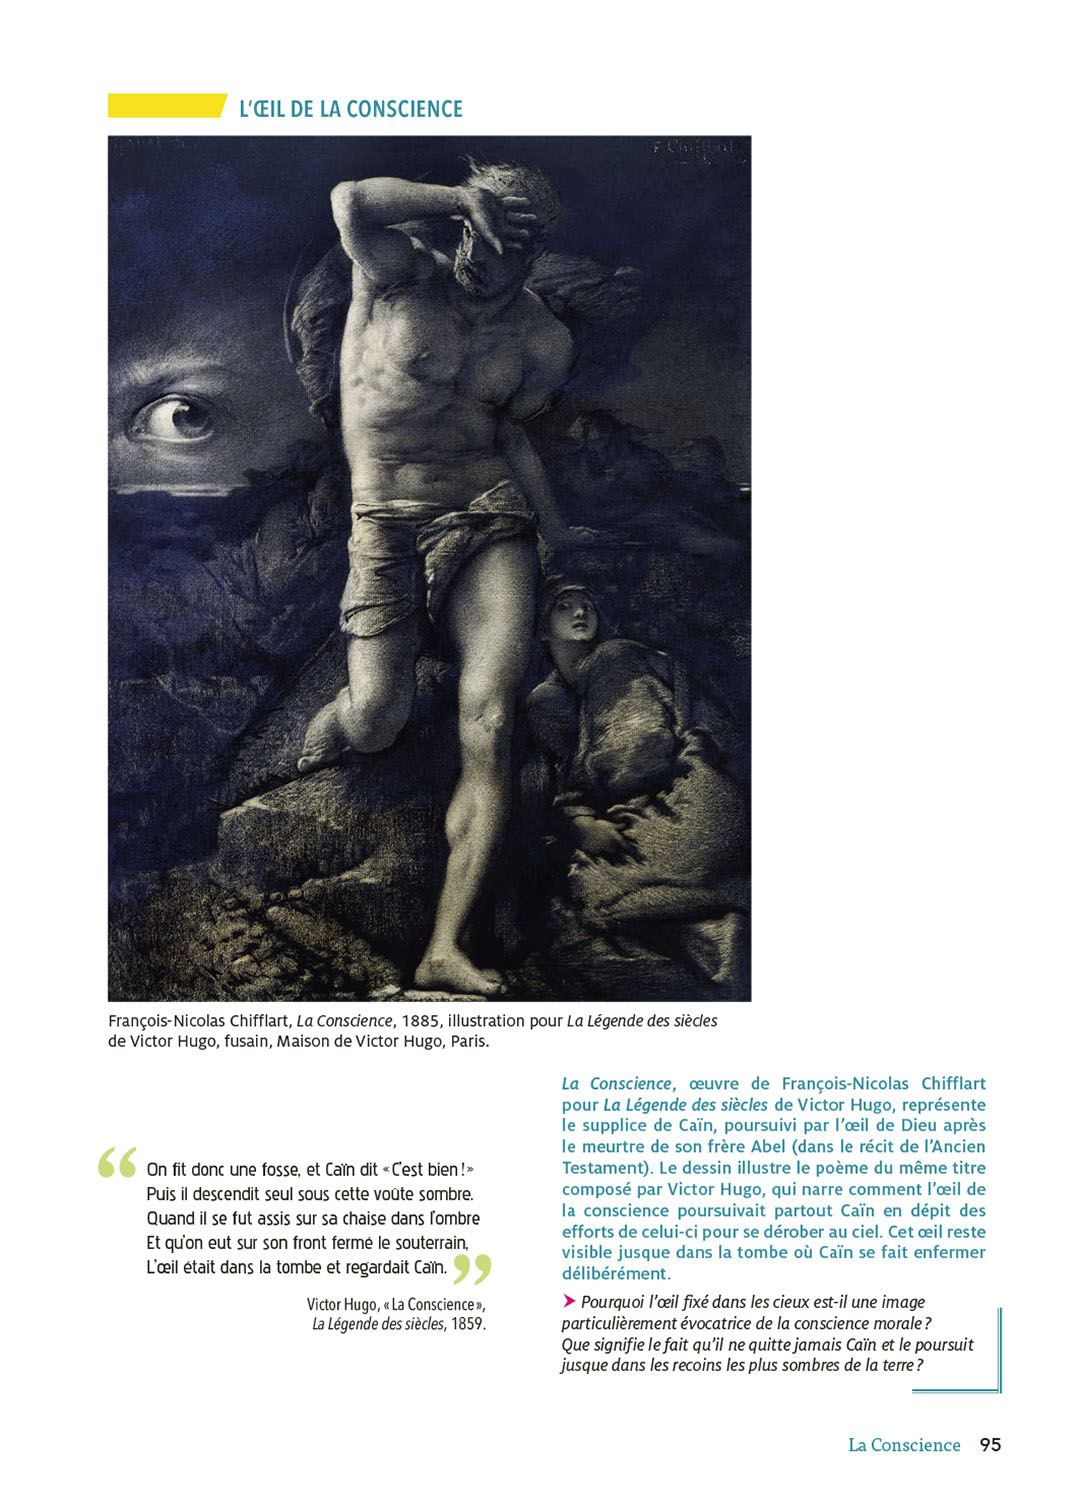 L'ŒIL DE LA CONSCIENCE
F. Chifflart
François-Nicolas Chifflart, La Conscience, 1885, illustration pour La Légende des siècles
de Victor Hugo, fusain, Maison de Victor Hugo, Paris.
“ On fit donc une fosse, et Caïn dit « C'est bien ! »
Puis il descendit seul sous cette voûte sombre.
Quand il se fut assis sur sa chaise dans l'ombre
Et qu'on eut sur son front fermé le souterrain,
L'œil était dans la tombe et regardait Caïn. ”
Victor Hugo, « La Conscience »,
La Légende des siècles, 1859.
La Conscience, œuvre de François-Nicolas Chifflart
pour La Légende des siècles de Victor Hugo, représente
le supplice de Caïn, poursuivi par l'œil de Dieu après
le meurtre de son frère Abel (dans le récit de l'Ancien
Testament). Le dessin illustre le poème du même titre
composé par Victor Hugo, qui narre comment l'œil de
la conscience poursuivait partout Caïn en dépit des
efforts de celui-ci pour se dérober au ciel. Cet œil reste
visible jusque dans la tombe où Caïn se fait enfermer
délibérément.
Pourquoi l'œil fixé dans les cieux est-il une image
particulièrement évocatrice de la conscience morale ?
Que signifie le fait qu'il ne quitte jamais Caïn et le poursuit
jusque dans les recoins les plus sombres de la terre ?
La Conscience 95